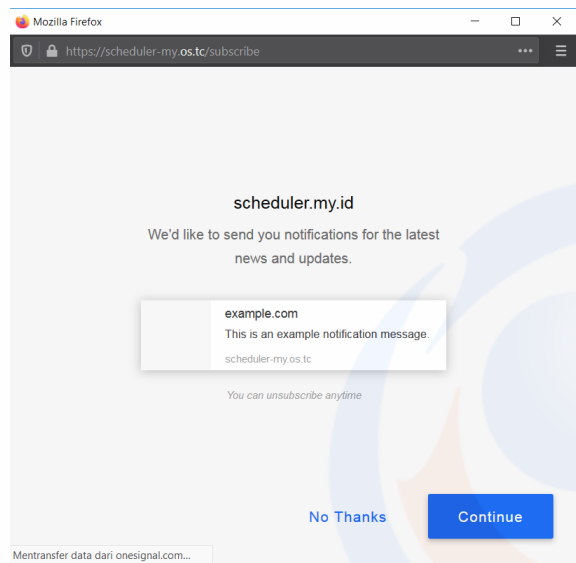 Mozilla Firefox
https://scheduler-my.os.tc/subscribe
scheduler.my.id
We'd like to send you notifications for the latest
news and updates.
example.com
This is an example notification message.
scheduler-my.os.tc
You can unsubscribe anytime
No Thanks
Continue
Mentransfer data dari onesignal.com...